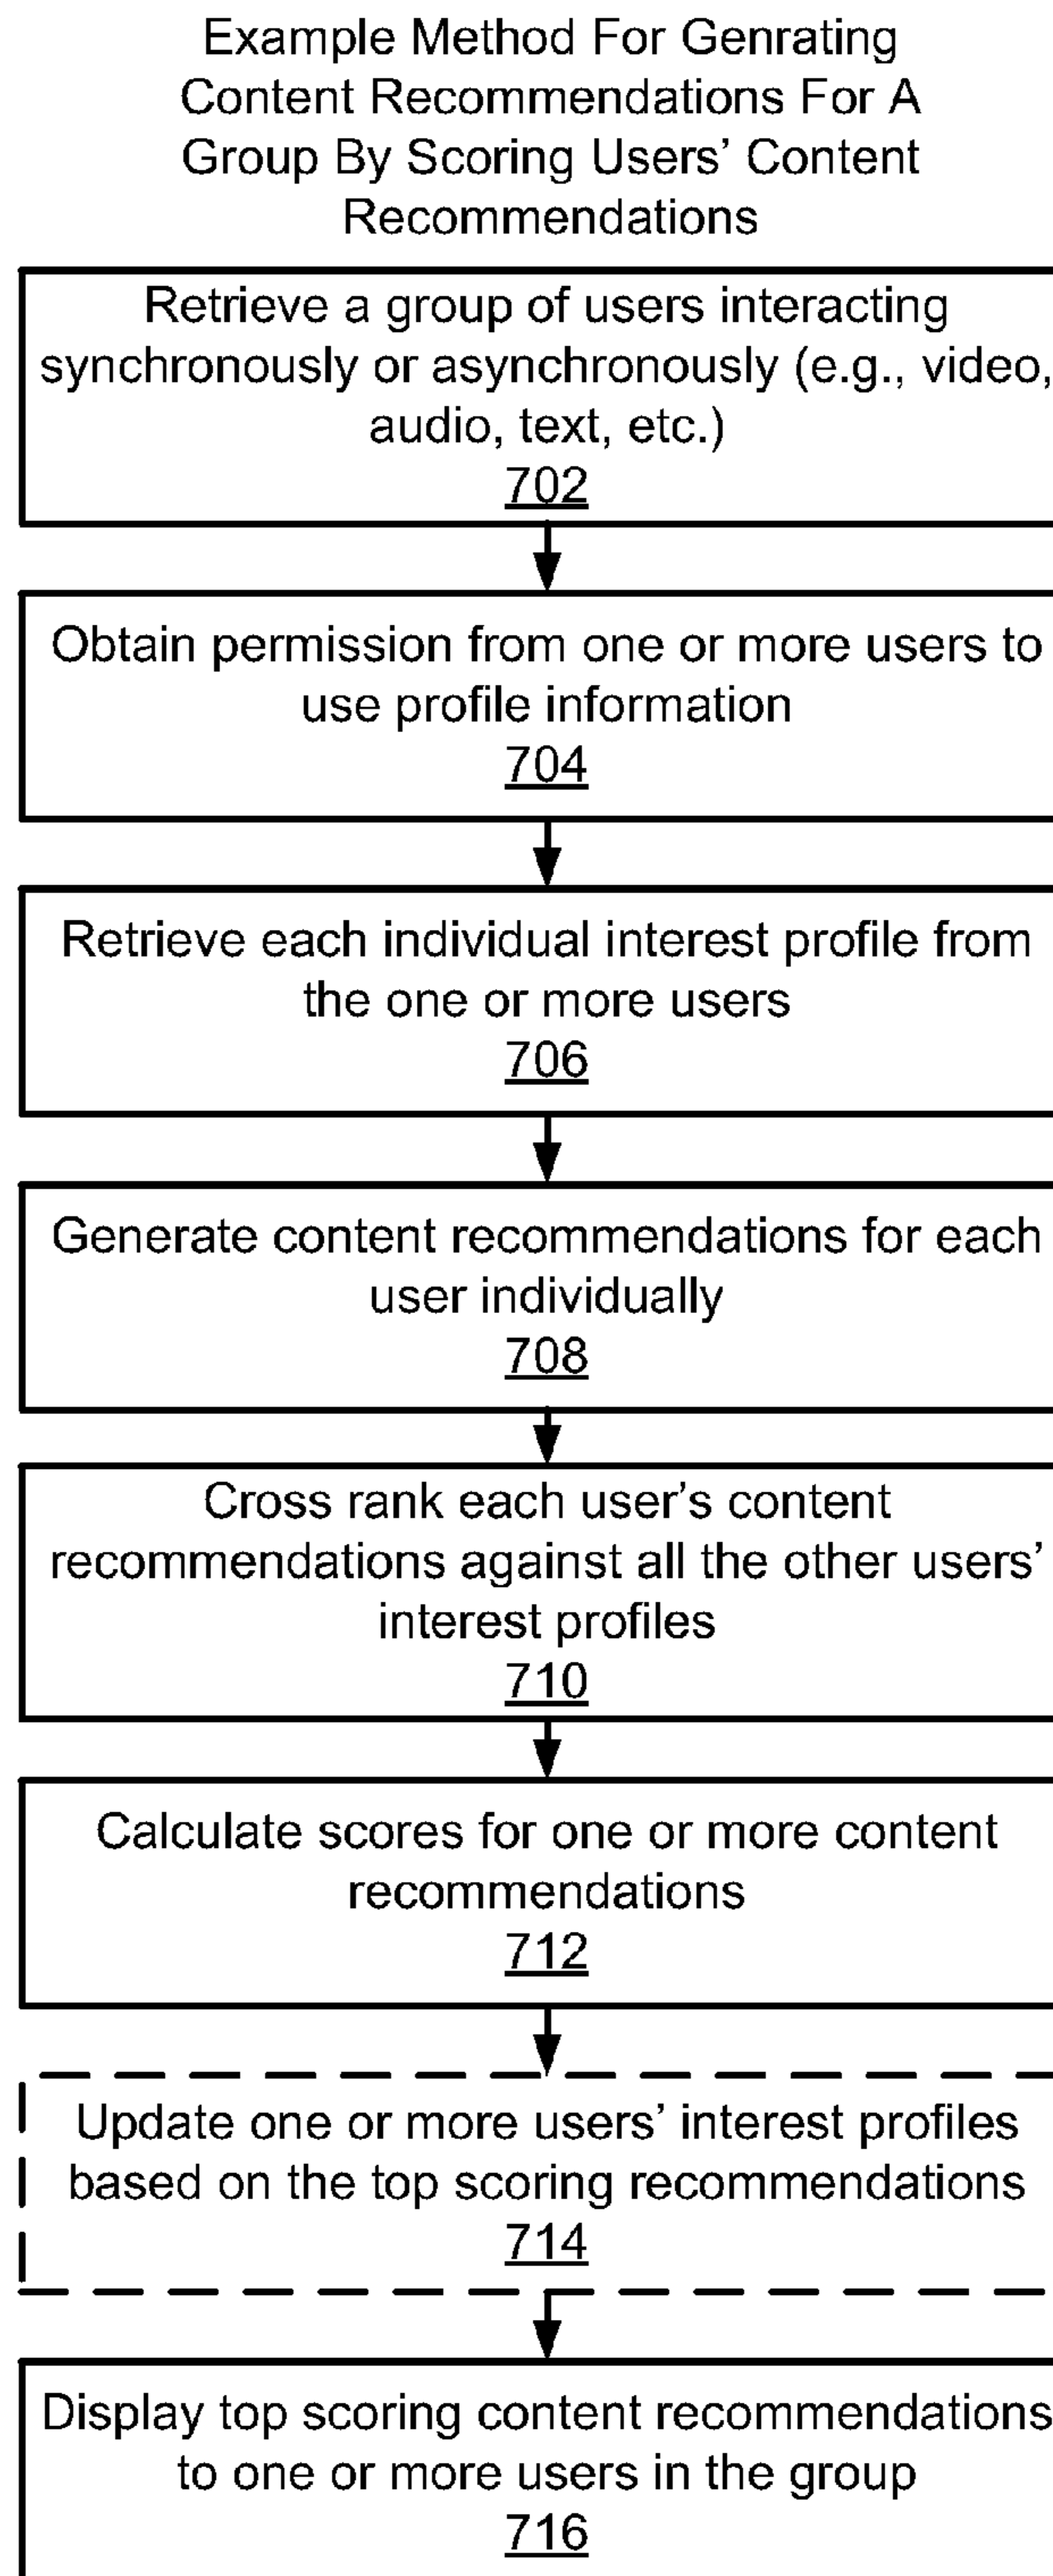 Example Method For Genrating
Content Recommendations For A
Group By Scoring Users’ Content
Recommendations
Retrieve a group of users interacting
synchronously or asynchronously (e.g., video,
audio, text, etc.)
702
Obtain permission from one or more users to
use profile information
704
Retrieve each individual interest profile from
the one or more users
706
Generate content recommendations for each
user individually
708
Cross rank each user’s content
recommendations against all the other users’
interest profiles
710
Calculate scores for one or more content
recommendations
712
Update one or more users’ interest profiles
based on the top scoring recommendations
714
Display top scoring content recommendations
to one or more users in the group
716